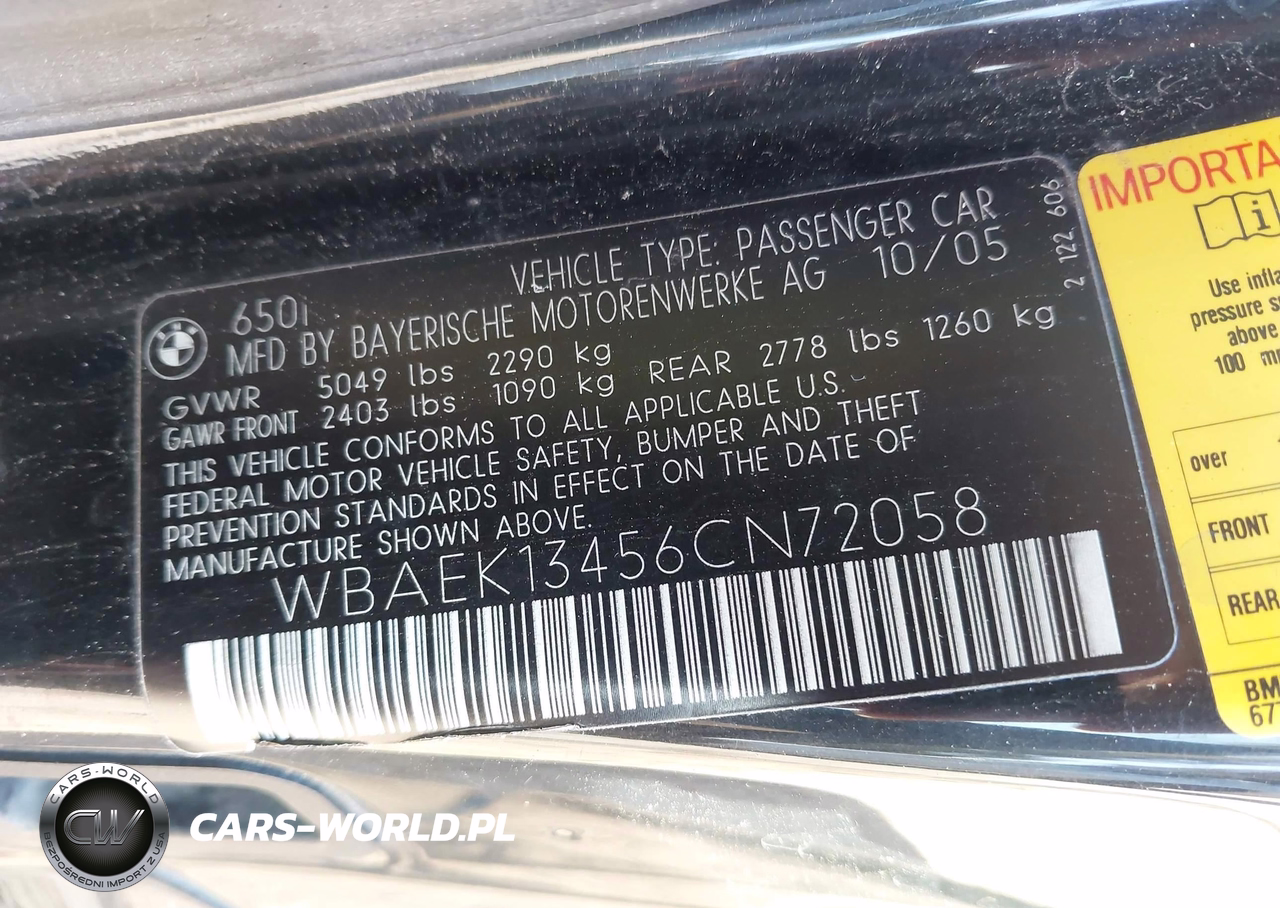 650i
VEHICLE TYPE: PASSENGER CAR
MFD BY BAYERISCHE MOTORENWERKE AG 10/05
GVWR 5049 lbs 2290 kg
GAWR FRONT 2403 lbs 1090 kg REAR 2778 lbs 1260 kg
THIS VEHICLE CONFORMS TO ALL APPLICABLE U.S.
FEDERAL MOTOR VEHICLE SAFETY, BUMPER AND THEFT
PREVENTION STANDARDS IN EFFECT ON THE DATE OF
MANUFACTURE SHOWN ABOVE.
WBAEK13456CN72058
2 122 606
IMPORTA
i
Use infla
pressure s
above
100 m
over
FRONT
REAR
BM
67
CARS-WORLD
CW
BEZPOŚREDNI IMPORT Z USA
CARS-WORLD.PL